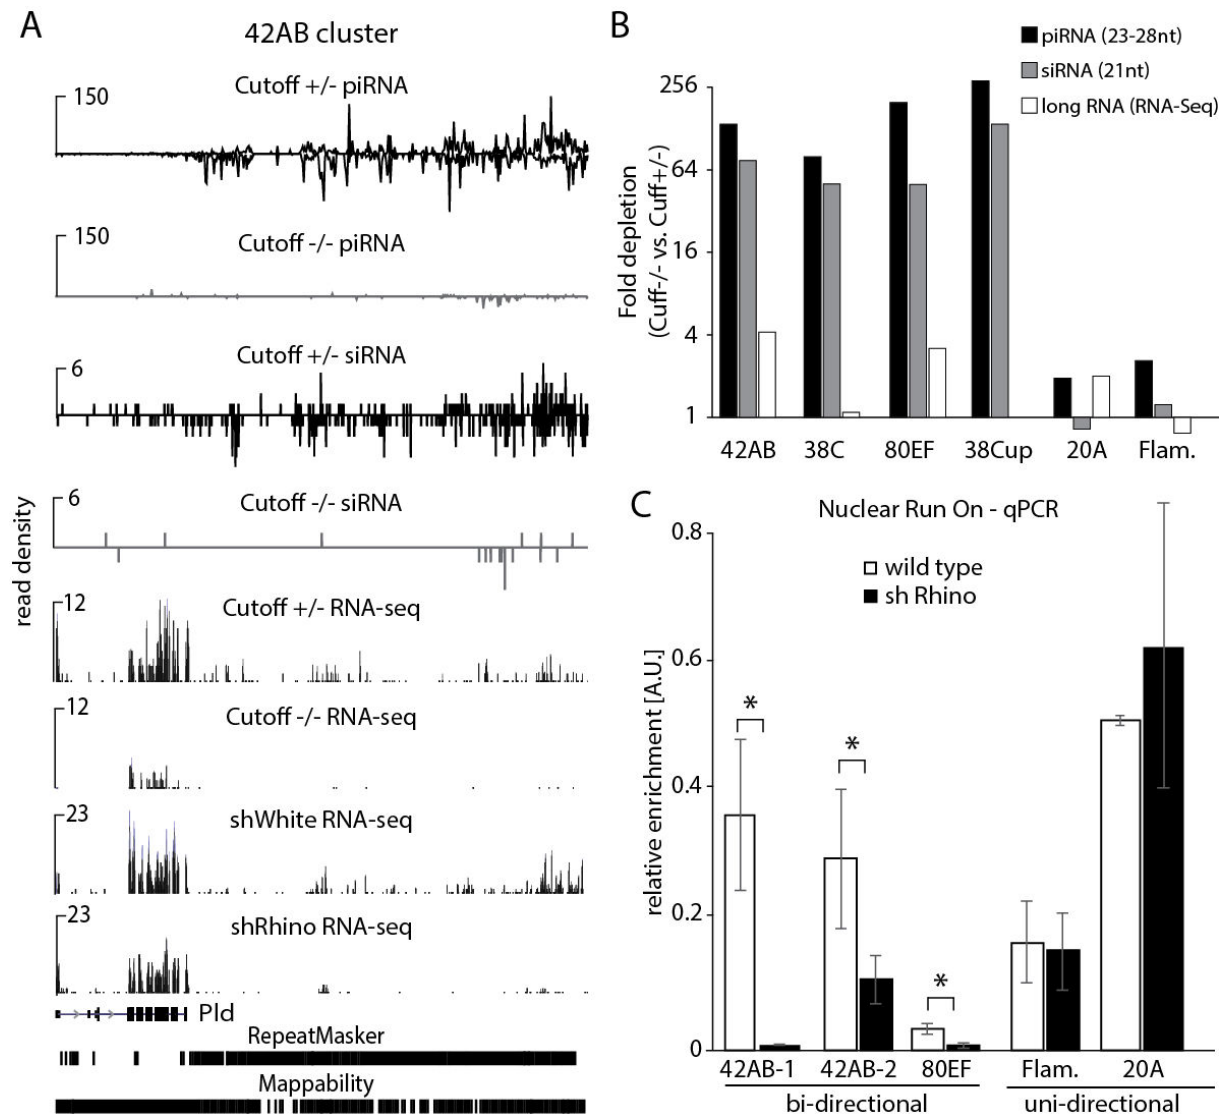 A
42AB cluster
Cutoff +/- piRNA
150
Cutoff -/- piRNA
150
Cutoff +/- siRNA
6
Cutoff -/- siRNA
6
read density
Cutoff +/- RNA-seq
12
Cutoff -/- RNA-seq
12
shWhite RNA-seq
23
shRhino RNA-seq
23
Pld
RepeatMasker
Mappability
B
piRNA (23-28nt)
siRNA (21nt)
long RNA (RNA-Seq)
Fold depletion
(Cuff-/- vs. Cuff+/-)
256
64
16
4
1
42AB 38C 80EF 38Cup 20A Flam.
C
Nuclear Run On - qPCR
wild type
sh Rhino
relative enrichment [A.U.]
0.8
0.6
0.4
0.2
0
* * *
42AB-1 42AB-2 80EF Flam. 20A
bi-directional uni-directional